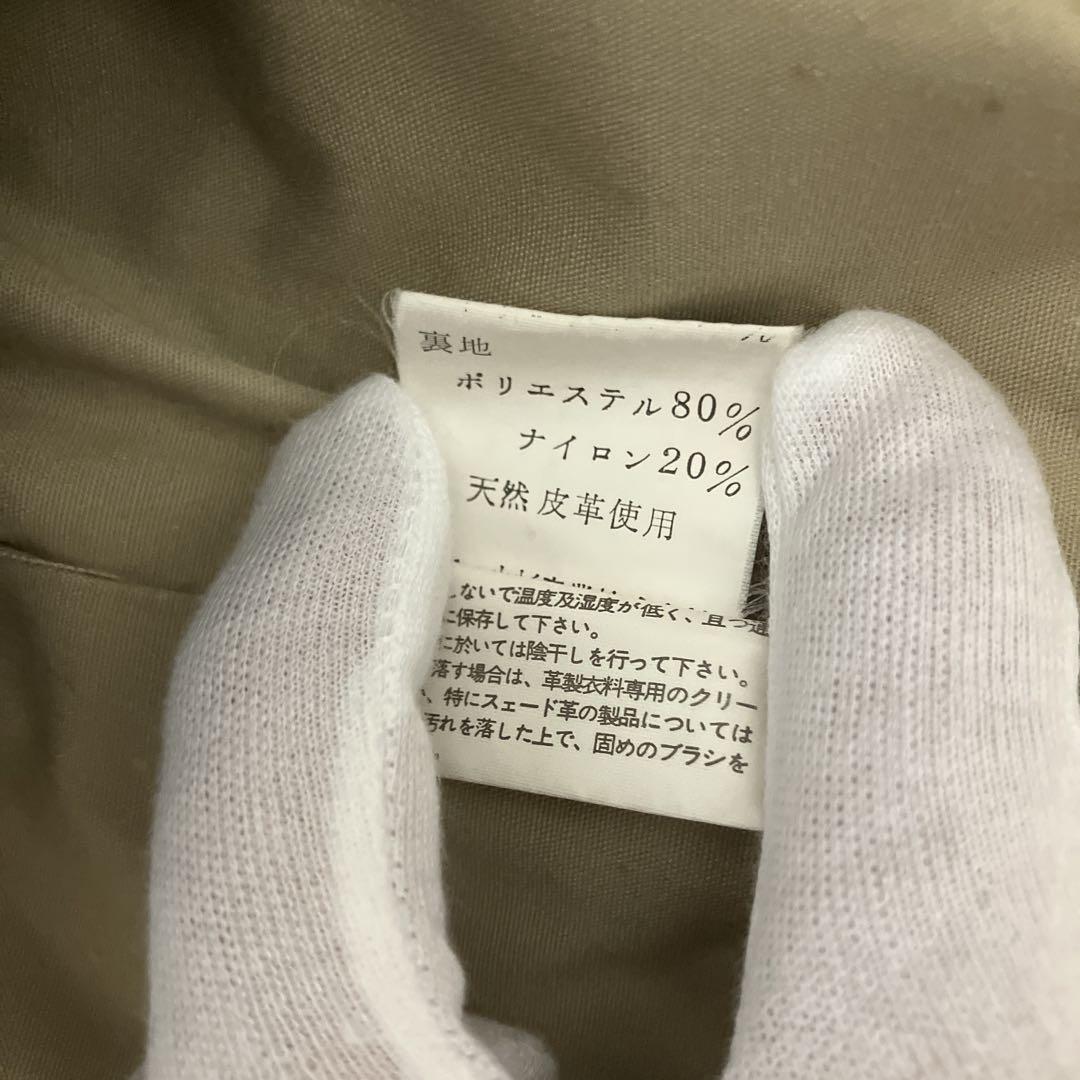 裏地
ポリエステル80%
ナイロン20%
天然皮革使用
しないで温度及湿度が低く、且つ通
に保存して下さい。
に於いては陰干しを行って下さい。
落す場合は、革製衣料専用のクリー
、特にスェード革の製品については
汚れを落した上で、固めのブラシを
。